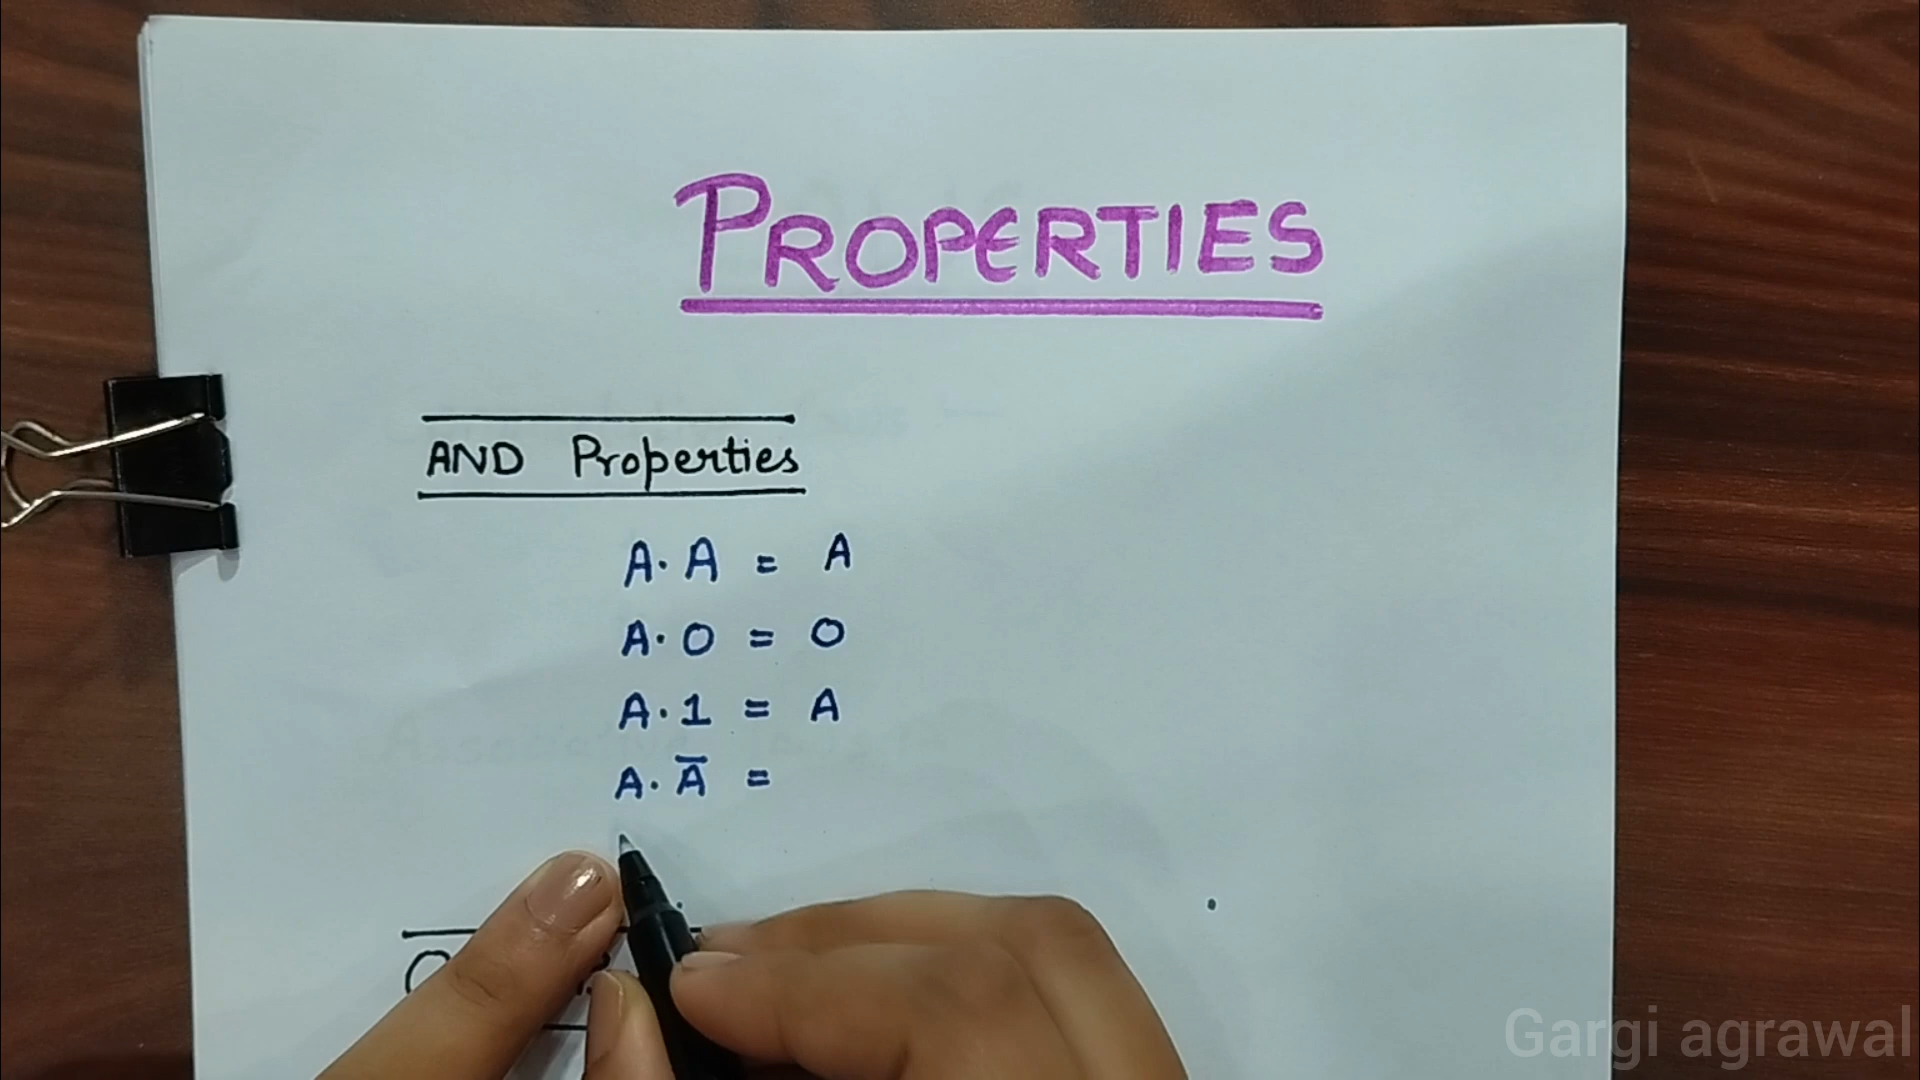 PROPERTIES
AND Properties
A · A = A
A · 0 = 0
A · 1 = A
A · Ā =
Gargi agrawal